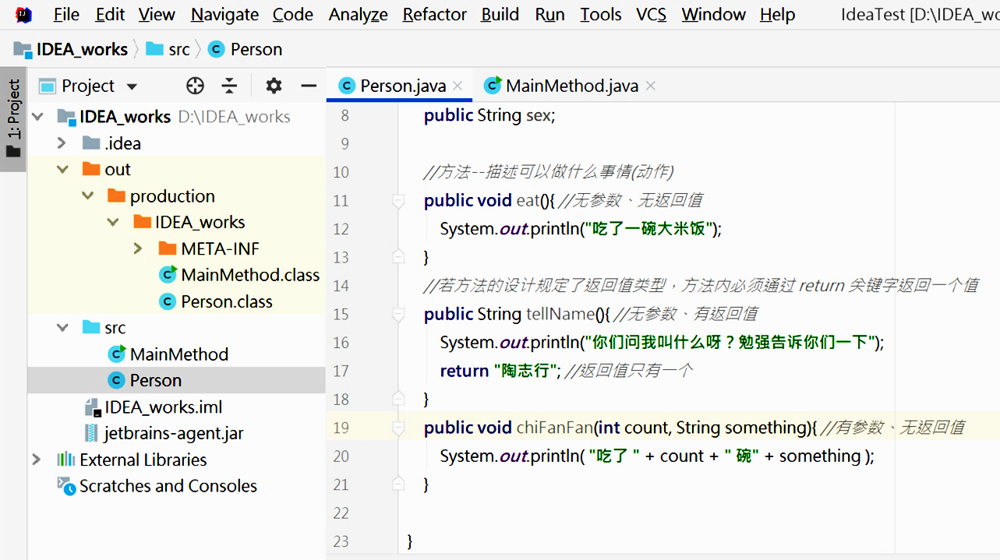 File Edit View Navigate Code Analyze Refactor Build Run Tools VCS Window Help IdeaTest [D:\IDEA_wo
IDEA_works src Person
1: Project
Project
Person.java MainMethod.java
IDEA_works D:\IDEA_works
.idea
out
production
IDEA_works
META-INF
MainMethod.class
Person.class
src
MainMethod
Person
IDEA_works.iml
jetbrains-agent.jar
External Libraries
Scratches and Consoles
8 public String sex;
9
10 //方法--描述可以做什么事情(动作)
11 public void eat(){ //无参数、无返回值
12 System.out.println("吃了一碗大米饭");
13 }
14 //若方法的设计规定了返回值类型，方法内必须通过 return 关键字返回一个值
15 public String tellName(){ //无参数、有返回值
16 System.out.println("你们问我叫什么呀？勉强告诉你们一下");
17 return "陶志行"; //返回值只有一个
18 }
19 public void chiFanFan(int count, String something){ //有参数、无返回值
20 System.out.println( "吃了 " + count + " 碗" + something );
21 }
22
23 }